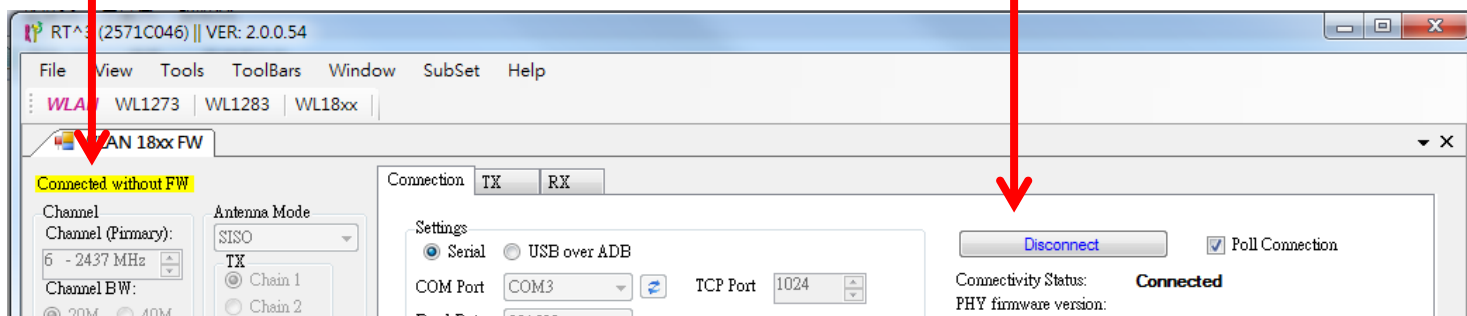 RT^3 (2571C046) || VER: 2.0.0.54
File View Tools ToolBars Window SubSet Help
WLAN WL1273 WL1283 WL18xx
WLAN 18xx FW
Connected without FW
Connection TX RX
Channel
Antenna Mode
Channel (Pirmary):
SISO
6 - 2437 MHz
TX
Channel BW:
Chain 1
20M 40M
Chain 2
Settings
Serial USB over ADB
COM Port COM3 TCP Port 1024
Disconnect Poll Connection
Connectivity Status: Connected
PHY firmware version: